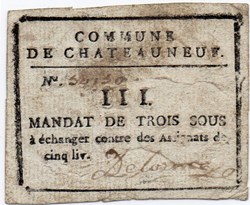 COMMUNE
DE CHATEAUNEUF.
N°.
III.
MANDAT DE TROIS SOUS
à échanger contre des Assignats de
cinq liv.